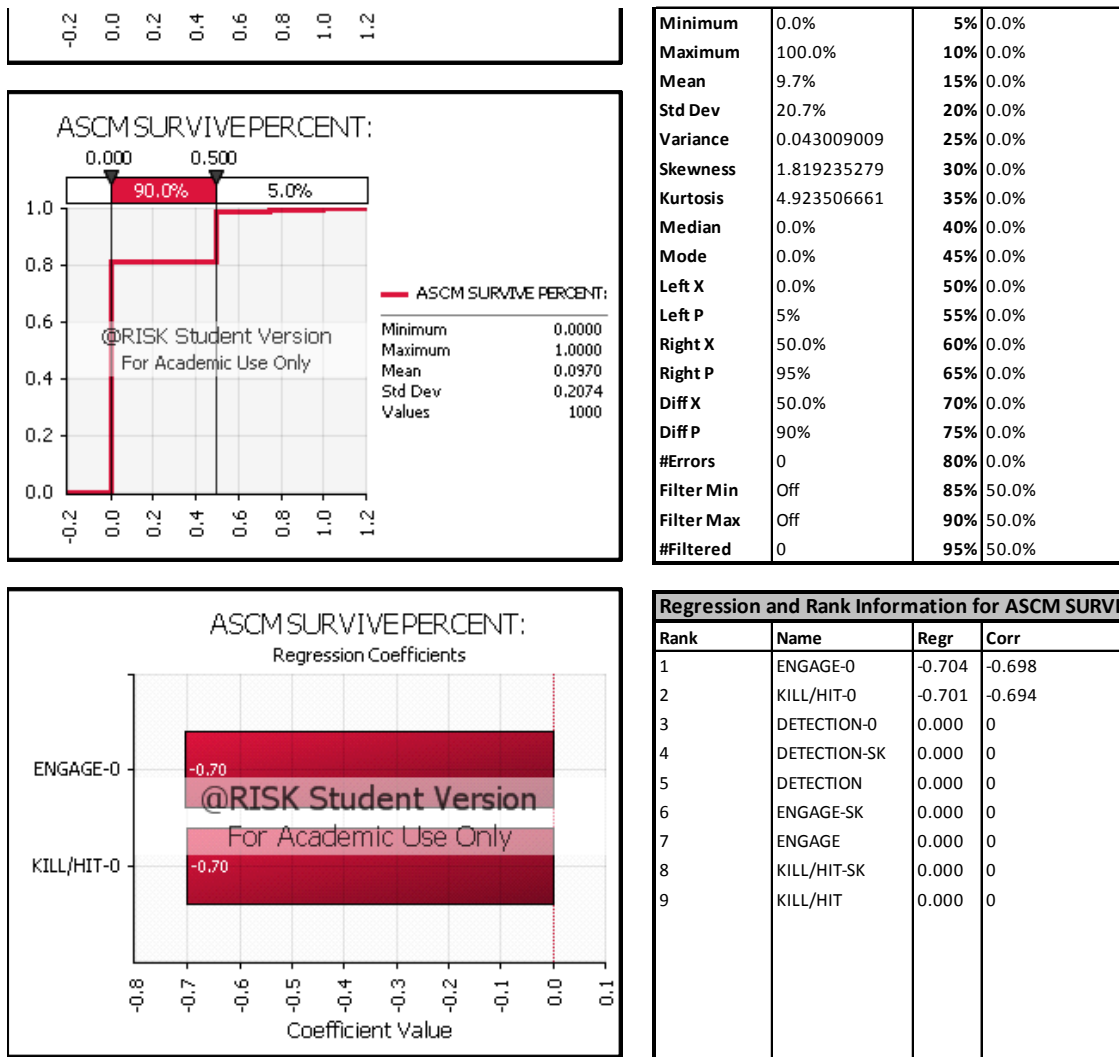 -0.2 0.0 0.2 0.4 0.6 0.8 1.0 1.2
ASCM SURVIVE PERCENT:
0.000 0.500
90.0% 5.0%
1.0
0.8
0.6
0.4
0.2
0.0
-0.2 0.0 0.2 0.4 0.6 0.8 1.0 1.2
@RISK Student Version
For Academic Use Only
ASCM SURVIVE PERCENT:
Minimum 0.0000
Maximum 1.0000
Mean 0.0970
Std Dev 0.2074
Values 1000
Minimum 0.0% 5% 0.0%
Maximum 100.0% 10% 0.0%
Mean 9.7% 15% 0.0%
Std Dev 20.7% 20% 0.0%
Variance 0.043009009 25% 0.0%
Skewness 1.819235279 30% 0.0%
Kurtosis 4.923506661 35% 0.0%
Median 0.0% 40% 0.0%
Mode 0.0% 45% 0.0%
Left X 0.0% 50% 0.0%
Left P 5% 55% 0.0%
Right X 50.0% 60% 0.0%
Right P 95% 65% 0.0%
Diff X 50.0% 70% 0.0%
Diff P 90% 75% 0.0%
#Errors 0 80% 0.0%
Filter Min Off 85% 50.0%
Filter Max Off 90% 50.0%
#Filtered 0 95% 50.0%
ASCM SURVIVE PERCENT:
Regression Coefficients
ENGAGE-0 -0.70
@RISK Student Version
For Academic Use Only
KILL/HIT-0 -0.70
-0.8 -0.7 -0.6 -0.5 -0.4 -0.3 -0.2 -0.1 0.0 0.1
Coefficient Value
Regression and Rank Information for ASCM SURVI
Rank Name Regr Corr
1 ENGAGE-0 -0.704 -0.698
2 KILL/HIT-0 -0.701 -0.694
3 DETECTION-0 0.000 0
4 DETECTION-SK 0.000 0
5 DETECTION 0.000 0
6 ENGAGE-SK 0.000 0
7 ENGAGE 0.000 0
8 KILL/HIT-SK 0.000 0
9 KILL/HIT 0.000 0